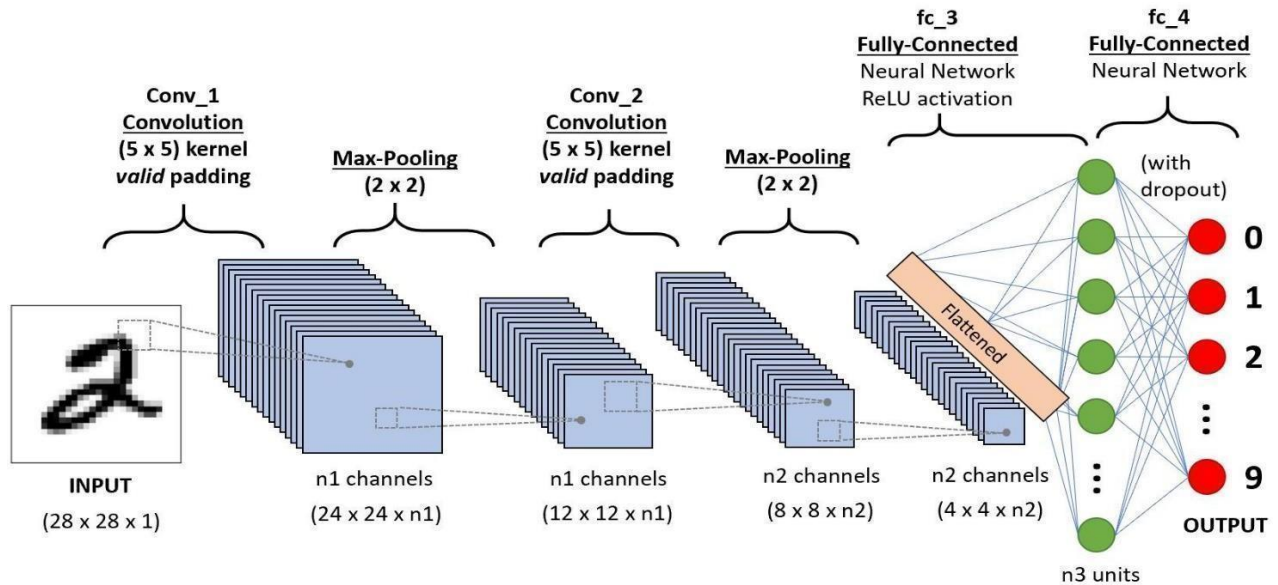 Conv_1
Convolution
(5 x 5) kernel
valid padding
Max-Pooling
(2 x 2)
Conv_2
Convolution
(5 x 5) kernel
valid padding
Max-Pooling
(2 x 2)
fc_3
Fully-Connected
Neural Network
ReLU activation
fc_4
Fully-Connected
Neural Network
(with
dropout)
Flattened
0
1
2
...
9
...
OUTPUT
2
INPUT
(28 x 28 x 1)
n1 channels
(24 x 24 x n1)
n1 channels
(12 x 12 x n1)
n2 channels
(8 x 8 x n2)
n2 channels
(4 x 4 x n2)
n3 units